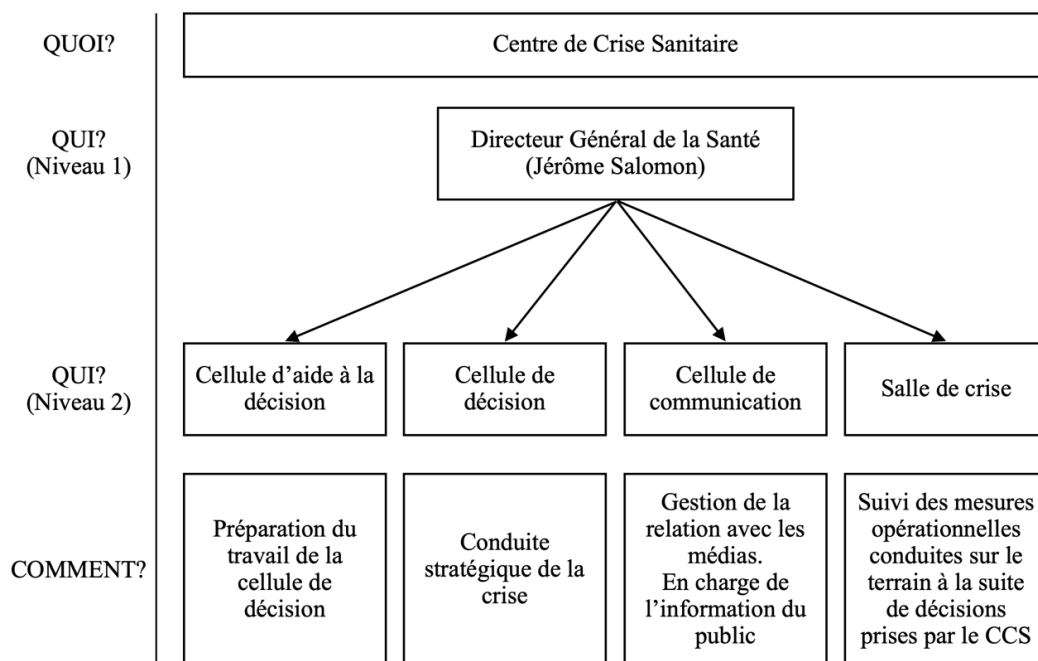 QUOI?
Centre de Crise Sanitaire
QUI?
(Niveau 1)
Directeur Général de la Santé
(Jérôme Salomon)
QUI?
(Niveau 2)
Cellule d’aide à la
décision
Cellule de
décision
Cellule de
communication
Salle de crise
COMMENT?
Préparation du
travail de la
cellule de
décision
Conduite
stratégique de la
crise
Gestion de la
relation avec les
médias.
En charge de
l’information du
public
Suivi des mesures
opérationnelles
conduites sur le
terrain à la suite
de décisions
prises par le CCS